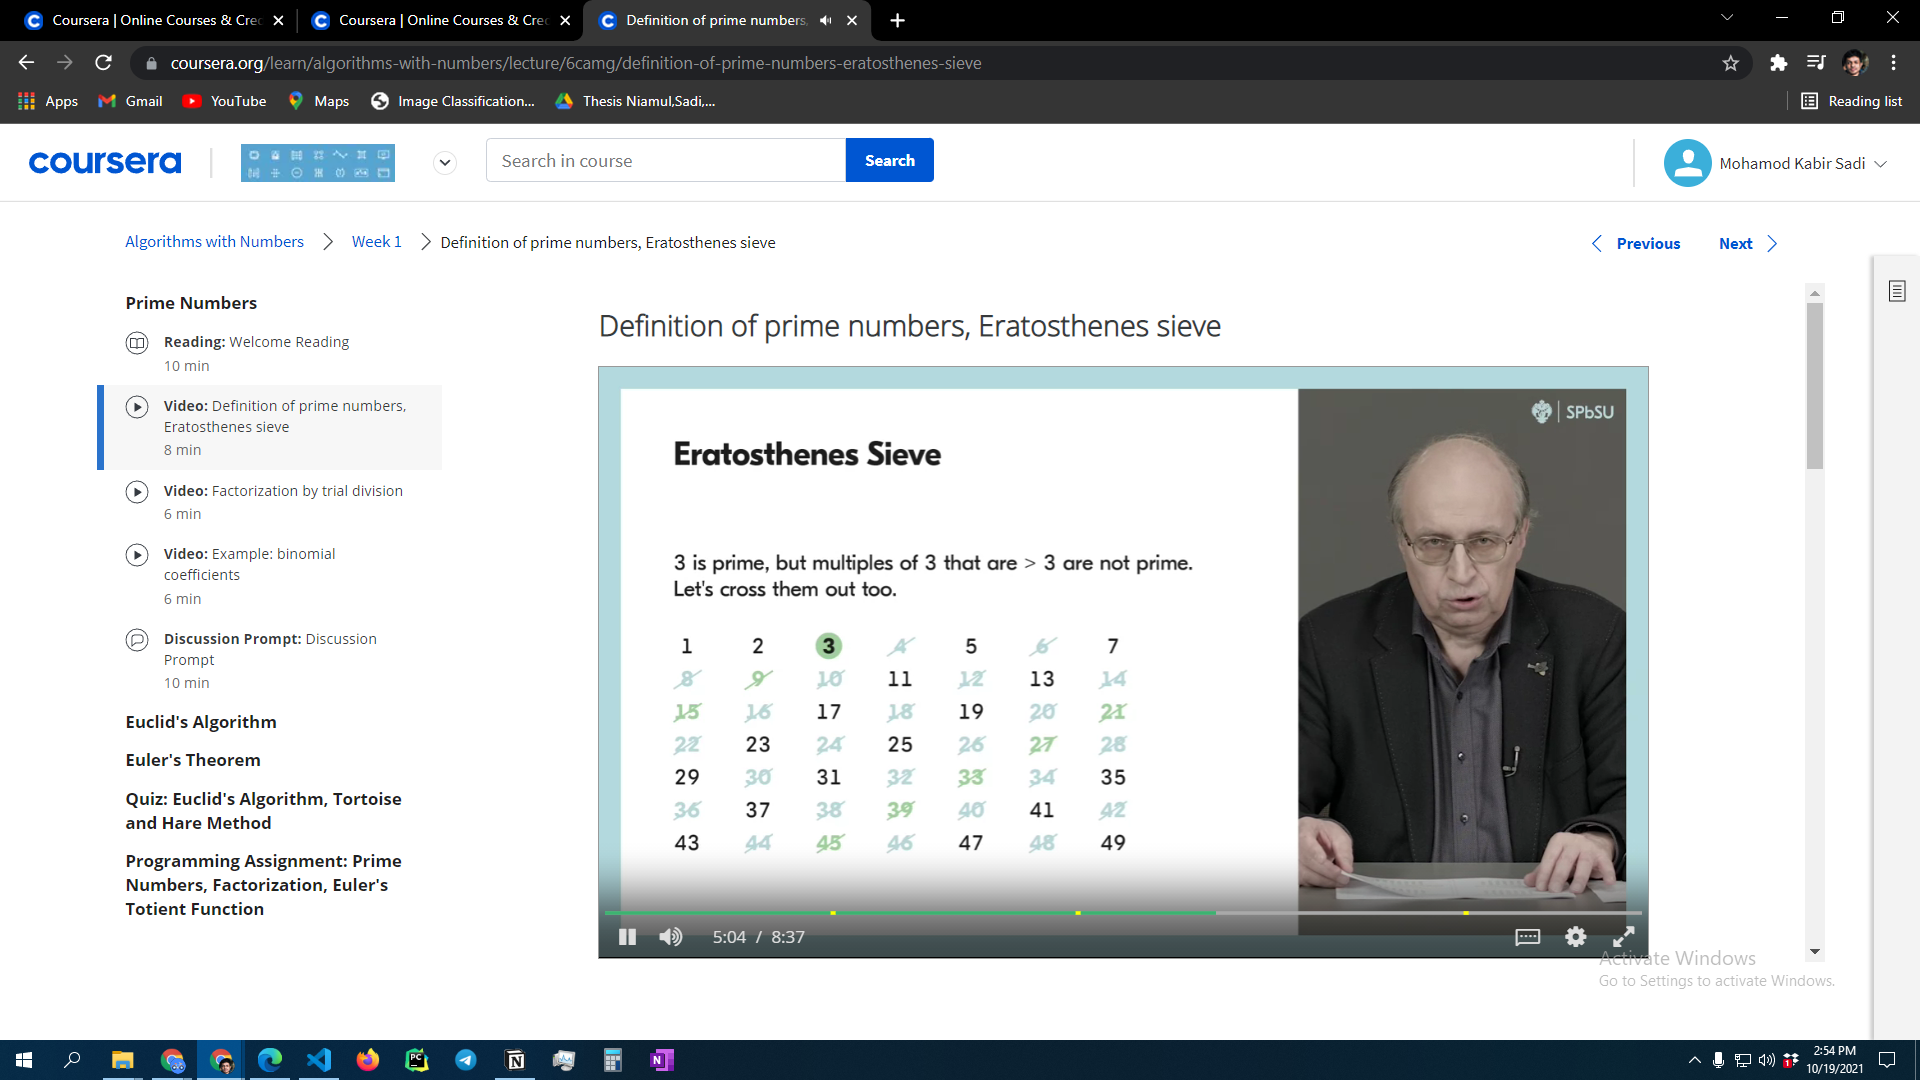 Coursera | Online Courses & Cre
Coursera | Online Courses & Cre
Definition of prime numbers,
coursera.org/learn/algorithms-with-numbers/lecture/6camg/definition-of-prime-numbers-eratosthenes-sieve
Apps
Gmail
YouTube
Maps
Image Classification...
Thesis Niamul,Sadi,...
Reading list
coursera
Search in course
Search
Mohamod Kabir Sadi
Algorithms with Numbers
Week 1
Definition of prime numbers, Eratosthenes sieve
Previous
Next
Prime Numbers
Reading: Welcome Reading
10 min
Video: Definition of prime numbers,
Eratosthenes sieve
8 min
Video: Factorization by trial division
6 min
Video: Example: binomial
coefficients
6 min
Discussion Prompt: Discussion
Prompt
10 min
Euclid's Algorithm
Euler's Theorem
Quiz: Euclid's Algorithm, Tortoise
and Hare Method
Programming Assignment: Prime
Numbers, Factorization, Euler's
Totient Function
Definition of prime numbers, Eratosthenes sieve
SPbSU
Eratosthenes Sieve
3 is prime, but multiples of 3 that are > 3 are not prime.
Let's cross them out too.
1 2 3 4 5 6 7
8 9 10 11 12 13 14
15 16 17 18 19 20 21
22 23 24 25 26 27 28
29 30 31 32 33 34 35
36 37 38 39 40 41 42
43 44 45 46 47 48 49
5:04 / 8:37
Activate Windows
Go to Settings to activate Windows.
2:54 PM
10/19/2021